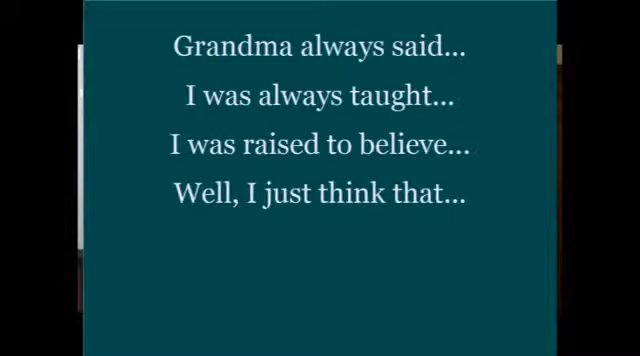 Grandma always said...
I was always taught...
I was raised to believe...
Well, I just think that...